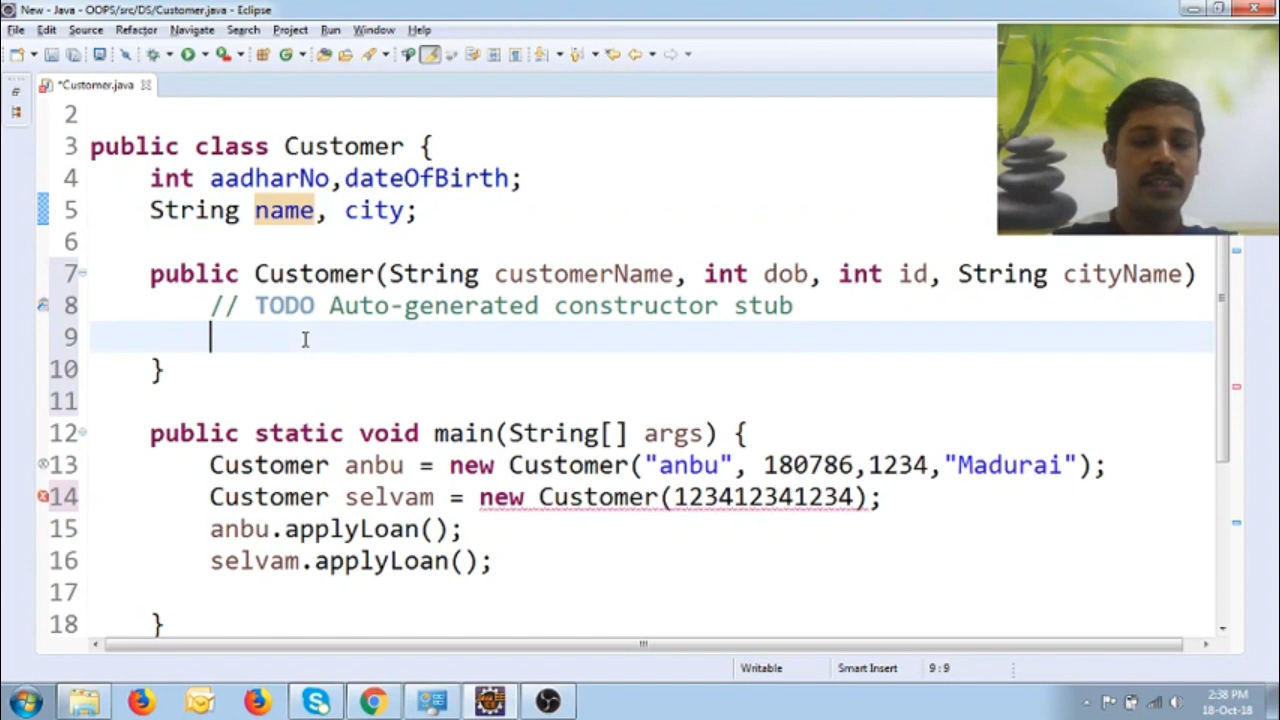 New - Java - OOPS/src/DS/Customer.java - Eclipse
File Edit Source Refactor Navigate Search Project Run Window Help
*Customer.java
2
3 public class Customer {
4 int aadharNo,dateOfBirth;
5 String name, city;
6
7 public Customer(String customerName, int dob, int id, String cityName)
8 // TODO Auto-generated constructor stub
9
10 }
11
12 public static void main(String[] args) {
13 Customer anbu = new Customer("anbu", 180786,1234,"Madurai");
14 Customer selvam = new Customer(123412341234);
15 anbu.applyLoan();
16 selvam.applyLoan();
17
18 }
Writable Smart Insert 9:9
2:38 PM
18-Oct-18